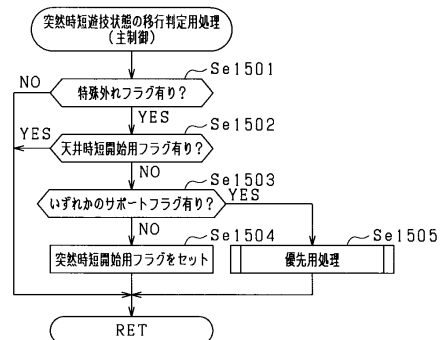 突然時短遊技状態の移行判定用処理
(主制御)
Se1501
NO
特殊外れフラグ有り?
YES
Se1502
YES
天井時短開始用フラグ有り?
NO
Se1503
いずれかのサポートフラグ有り?
YES
NO
Se1504
Se1505
突然時短開始用フラグをセット
優先用処理
RET